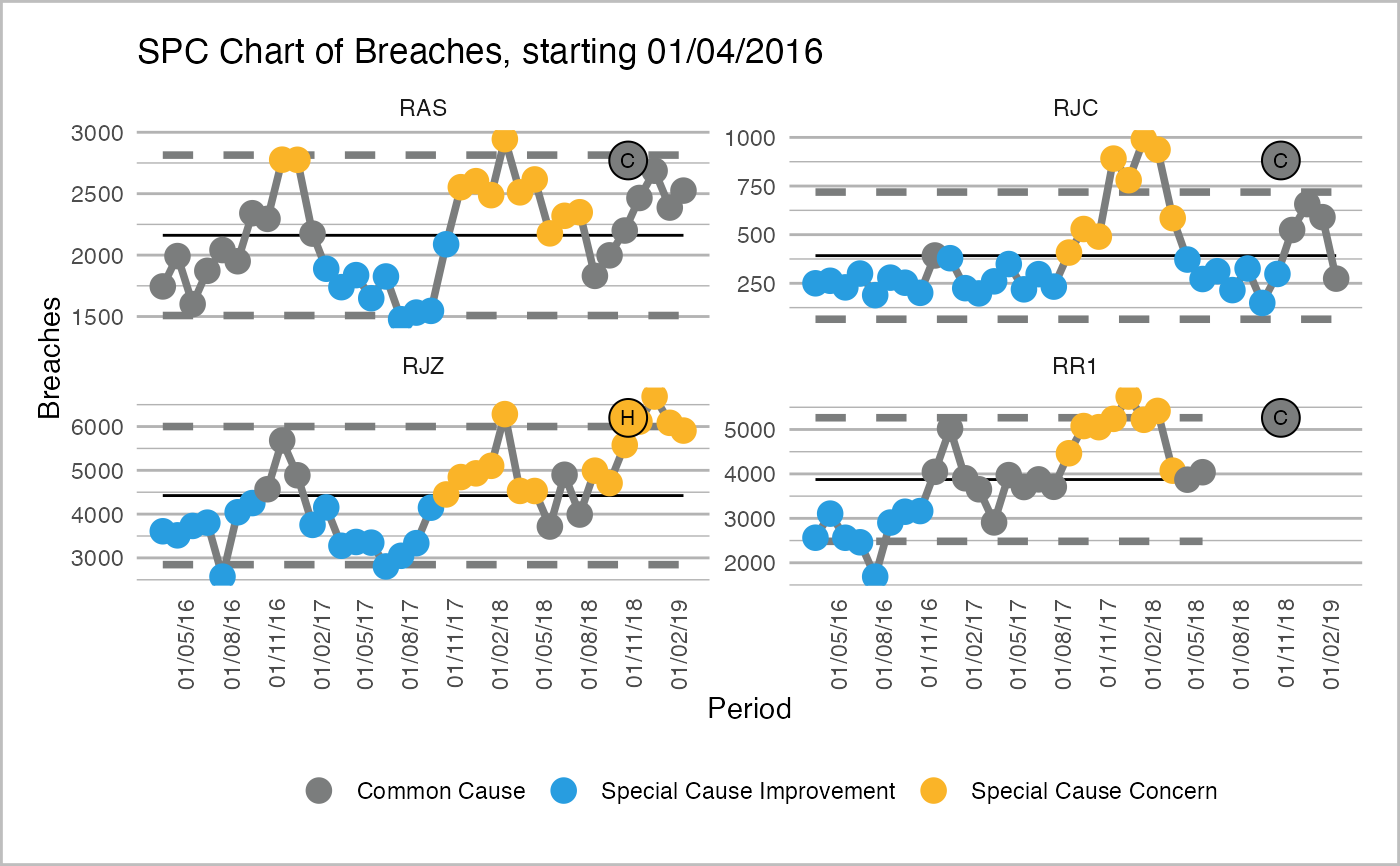 SPC Chart of Breaches, starting 01/04/2016
RAS
RJC
3000
2500
2000
1500
C
1000
750
500
250
C
Breaches
RJZ
RR1
6000
5000
4000
3000
H
5000
4000
3000
2000
C
01/05/16
01/08/16
01/11/16
01/02/17
01/05/17
01/08/17
01/11/17
01/02/18
01/05/18
01/08/18
01/11/18
01/02/19
01/05/16
01/08/16
01/11/16
01/02/17
01/05/17
01/08/17
01/11/17
01/02/18
01/05/18
01/08/18
01/11/18
01/02/19
Period
Common Cause
Special Cause Improvement
Special Cause Concern